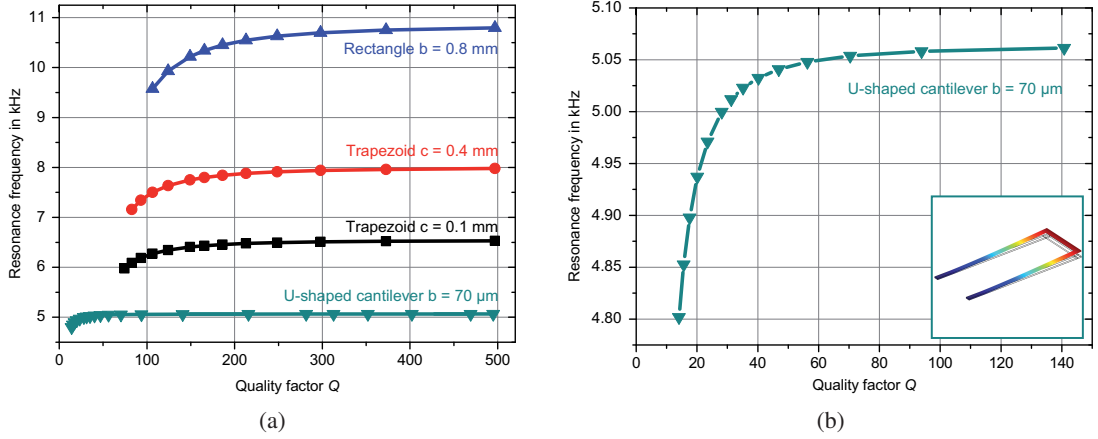 11
10
9
8
7
6
5
Resonance frequency in kHz
Rectangle b = 0.8 mm
Trapezoid c = 0.4 mm
Trapezoid c = 0.1 mm
U-shaped cantilever b = 70 µm
0 100 200 300 400 500
Quality factor Q
(a)
5.10
5.05
5.00
4.95
4.90
4.85
4.80
Resonance frequency in kHz
U-shaped cantilever b = 70 µm
0 20 40 60 80 100 120 140
Quality factor Q
(b)